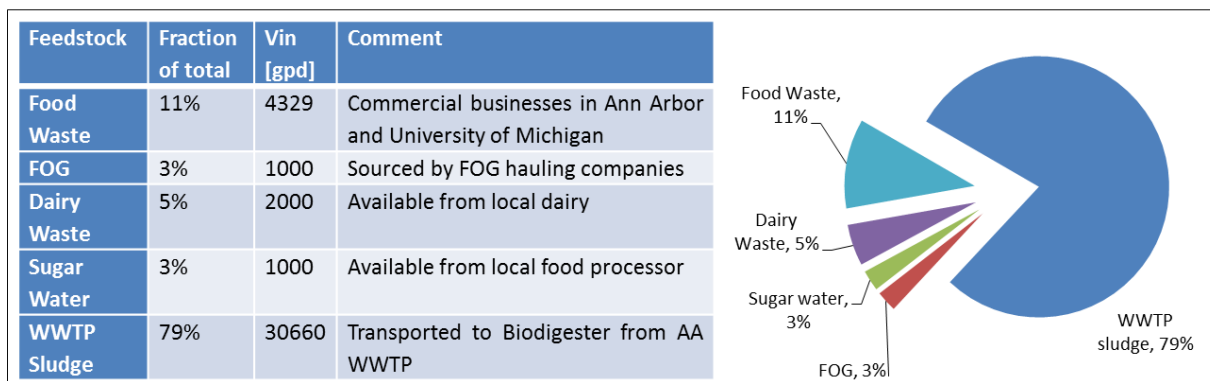 Feedstock Fraction of total Vin [gpd] Comment
Food Waste 11% 4329 Commercial businesses in Ann Arbor and University of Michigan
FOG 3% 1000 Sourced by FOG hauling companies
Dairy Waste 5% 2000 Available from local dairy
Sugar Water 3% 1000 Available from local food processor
WWTP Sludge 79% 30660 Transported to Biodigester from AA WWTP
Food Waste,
11%
Dairy
Waste, 5%
Sugar water,
3%
FOG, 3%
WWTP
sludge, 79%